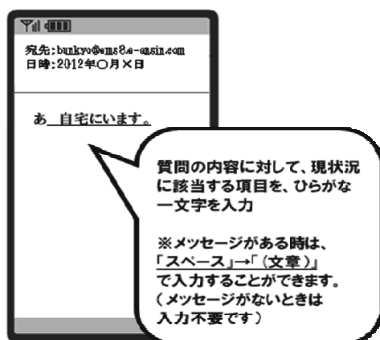 宛先:bunkyo@ems8.e-ansin.com
日時:2012年〇月×日
あ　自宅にいます。
質問の内容に対して、現状況
に該当する項目を、ひらがな
一文字を入力
※メッセージがある時は、
「スペース」→「（文章）」
で入力することができます。
（メッセージがないときは
入力不要です）